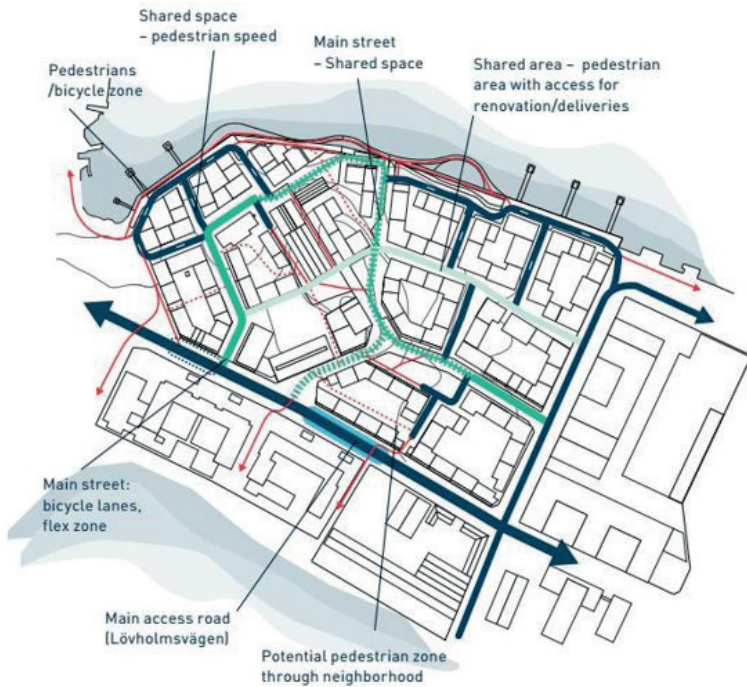 Shared space
– pedestrian speed
Main street
– Shared space
Pedestrians
/bicycle zone
Shared area – pedestrian
area with access for
renovation/deliveries
Main street:
bicycle lanes,
flex zone
Main access road
(Lövholmsvägen)
Potential pedestrian zone
through neighborhood